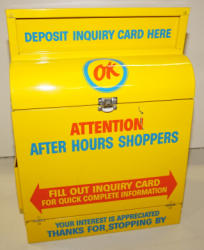 DEPOSIT INQUIRY CARD HERE
OK
ATTENTION
AFTER HOURS SHOPPERS
FILL OUT INQUIRY CARD
FOR QUICK COMPLETE INFORMATION
YOUR INTEREST IS APPRECIATED
THANKS FOR STOPPING BY